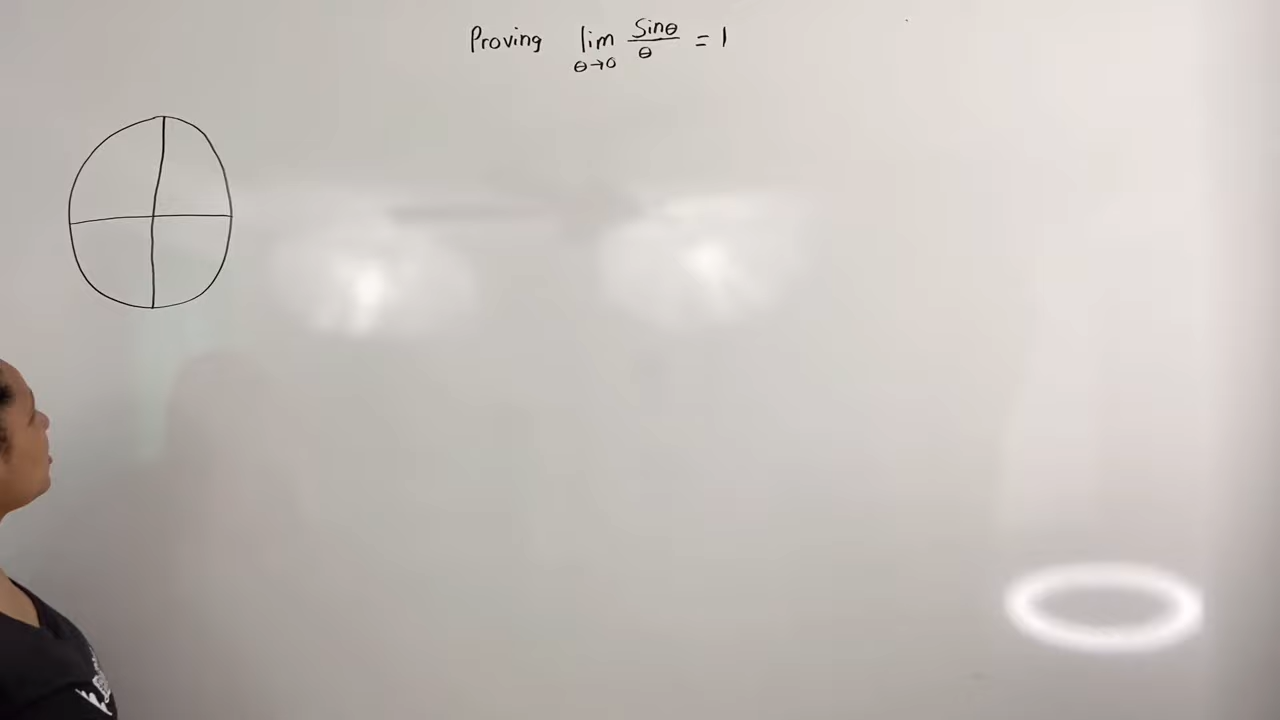 Proving lim θ→0 Sinθ/θ = 1